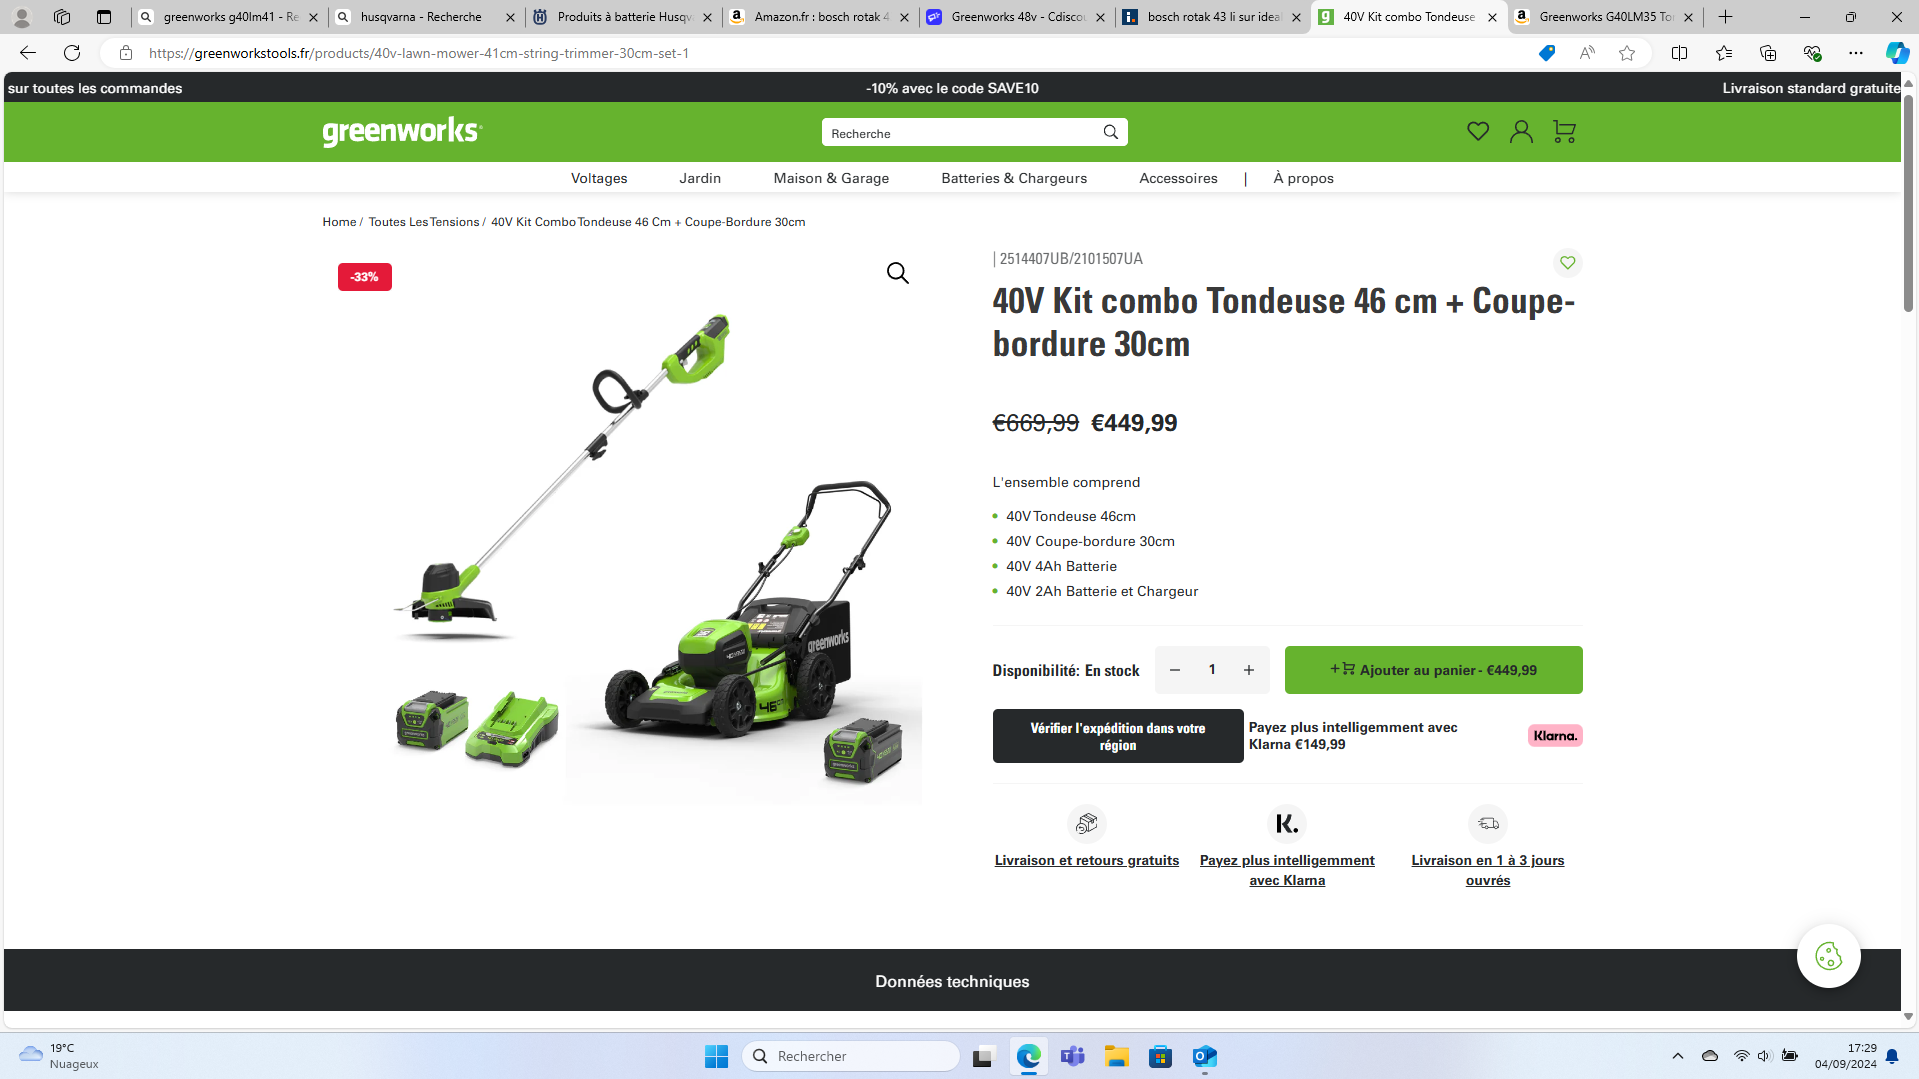 greenworks g40lm41 - Re
husqvarna - Recherche
Produits à batterie Husqv
Amazon.fr : bosch rotak 4
Greenworks 48v - Cdiscou
bosch rotak 43 li sur ideal
40V Kit combo Tondeuse
Greenworks G40LM35 To
https://greenworkstools.fr/products/40v-lawn-mower-41cm-string-trimmer-30cm-set-1
sur toutes les commandes
-10% avec le code SAVE10
Livraison standard gratuite
greenworks
Recherche
Voltages
Jardin
Maison & Garage
Batteries & Chargeurs
Accessoires
|
À propos
Home / Toutes Les Tensions / 40V Kit Combo Tondeuse 46 Cm + Coupe-Bordure 30cm
-33%
| 2514407UB/2101507UA
40V Kit combo Tondeuse 46 cm + Coupe-
bordure 30cm
€669,99 €449,99
L'ensemble comprend
40V Tondeuse 46cm
40V Coupe-bordure 30cm
40V 4Ah Batterie
40V 2Ah Batterie et Chargeur
greenworks
46
Disponibilité: En stock
− 1 +
+ Ajouter au panier - €449,99
Vérifier l'expédition dans votre
région
Payez plus intelligemment avec
Klarna €149,99
Klarna.
K.
Livraison et retours gratuits
Payez plus intelligemment
avec Klarna
Livraison en 1 à 3 jours
ouvrés
Données techniques
19°C
Nuageux
Rechercher
17:29
04/09/2024